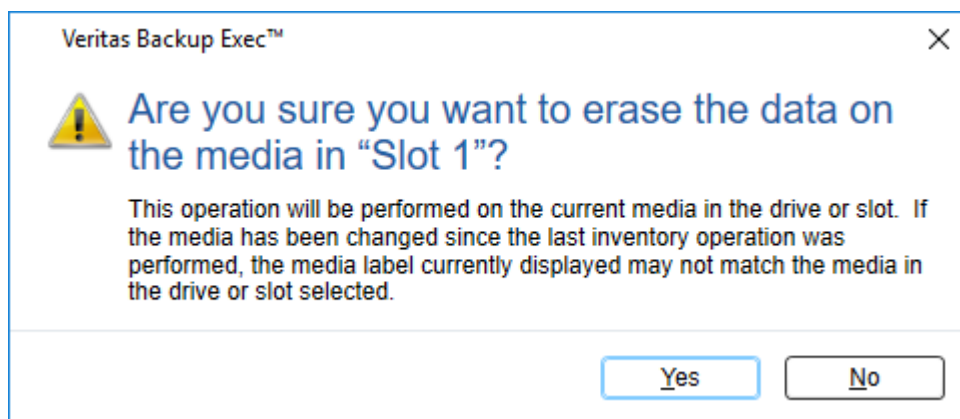 Veritas Backup Exec™
Are you sure you want to erase the data on
the media in “Slot 1”?
This operation will be performed on the current media in the drive or slot.  If
the media has been changed since the last inventory operation was
performed, the media label currently displayed may not match the media in
the drive or slot selected.
Yes
No